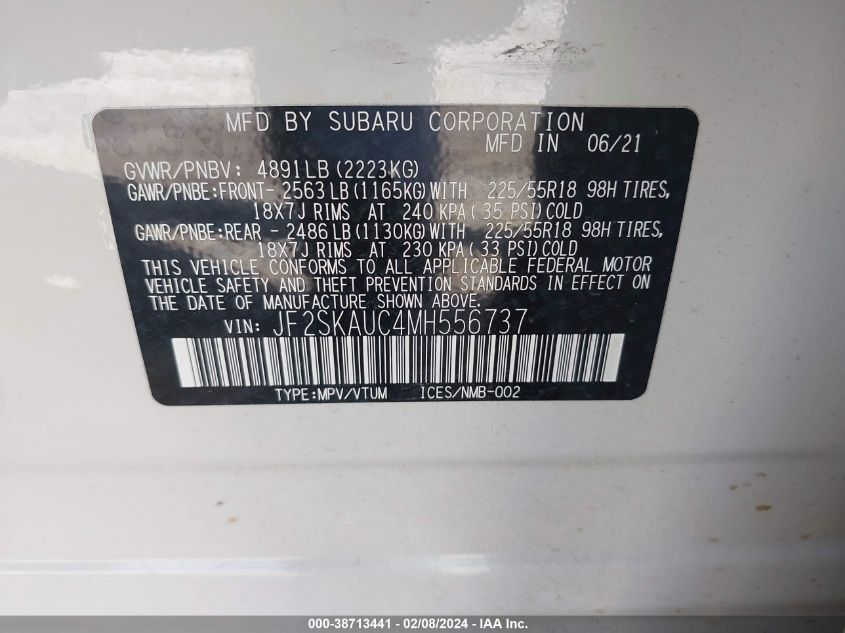 MFD BY SUBARU CORPORATION
MFD IN 06/21
GVWR/PNBV: 4891LB(2223KG)
GAWR/PNBE:FRONT- 2563LB(1165KG)WITH 225/55R18 98H TIRES,
18X7J RIMS AT 240KPA(35 PSI)COLD
GAWR/PNBE:REAR - 2486LB(1130KG)WITH 225/55R18 98H TIRES,
18X7J RIMS AT 230KPA(33 PSI)COLD
THIS VEHICLE CONFORMS TO ALL APPLICABLE FEDERAL MOTOR
VEHICLE SAFETY AND THEFT PREVENTION STANDARDS IN EFFECT ON
THE DATE OF MANUFACTURE SHOWN ABOVE.
VIN: JF2SKAUC4MH556737
TYPE:MPV/VTUM ICES/NMB-002
000-38713441 - 02/08/2024 - IAA Inc.